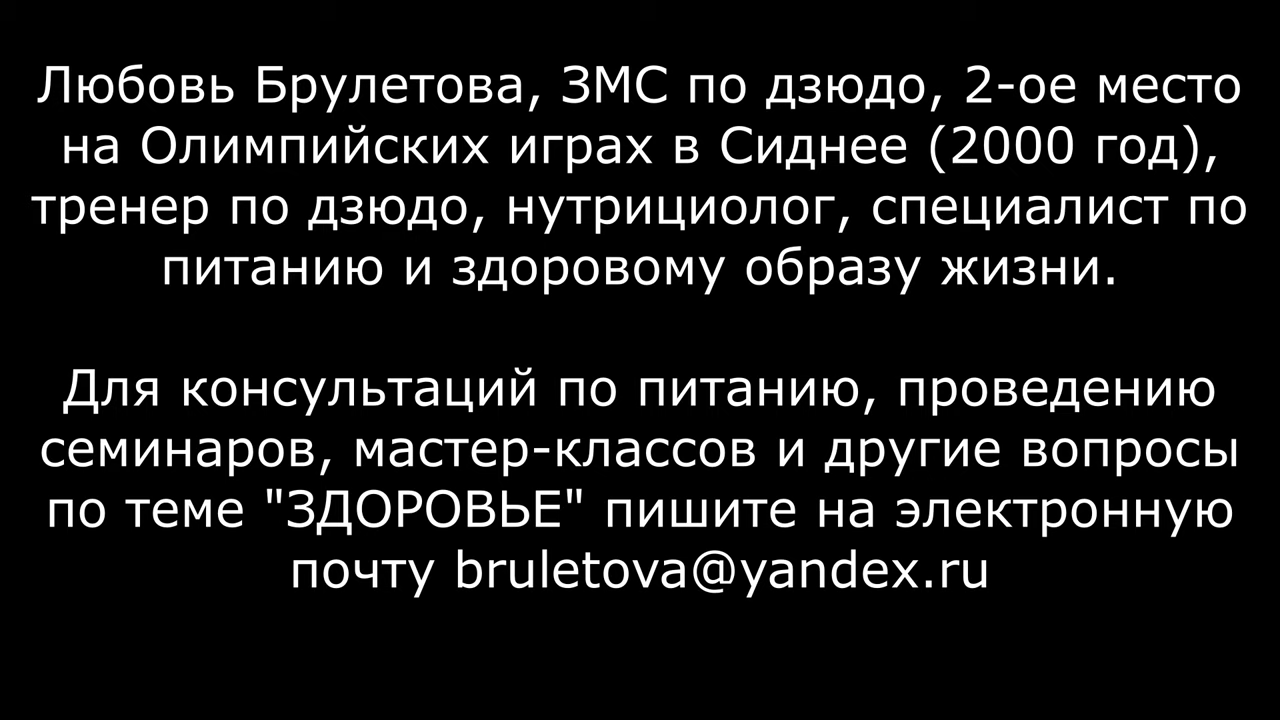 Любовь Брулетова, ЗМС по дзюдо, 2-ое место
на Олимпийских играх в Сиднее (2000 год),
тренер по дзюдо, нутрициолог, специалист по
питанию и здоровому образу жизни.
Для консультаций по питанию, проведению
семинаров, мастер-классов и другие вопросы
по теме "ЗДОРОВЬЕ" пишите на электронную
почту bruletova@yandex.ru